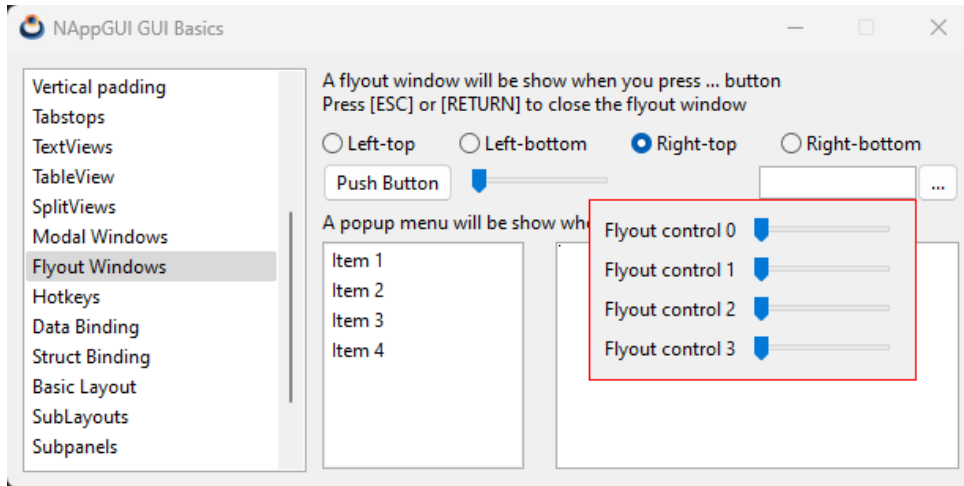 NAppGUI GUI Basics
Vertical padding
Tabstops
TextViews
TableView
SplitViews
Modal Windows
Flyout Windows
Hotkeys
Data Binding
Struct Binding
Basic Layout
SubLayouts
Subpanels
A flyout window will be show when you press ... button
Press [ESC] or [RETURN] to close the flyout window
Left-top Left-bottom Right-top Right-bottom
Push Button ...
A popup menu will be show
Item 1
Item 2
Item 3
Item 4
Flyout control 0
Flyout control 1
Flyout control 2
Flyout control 3